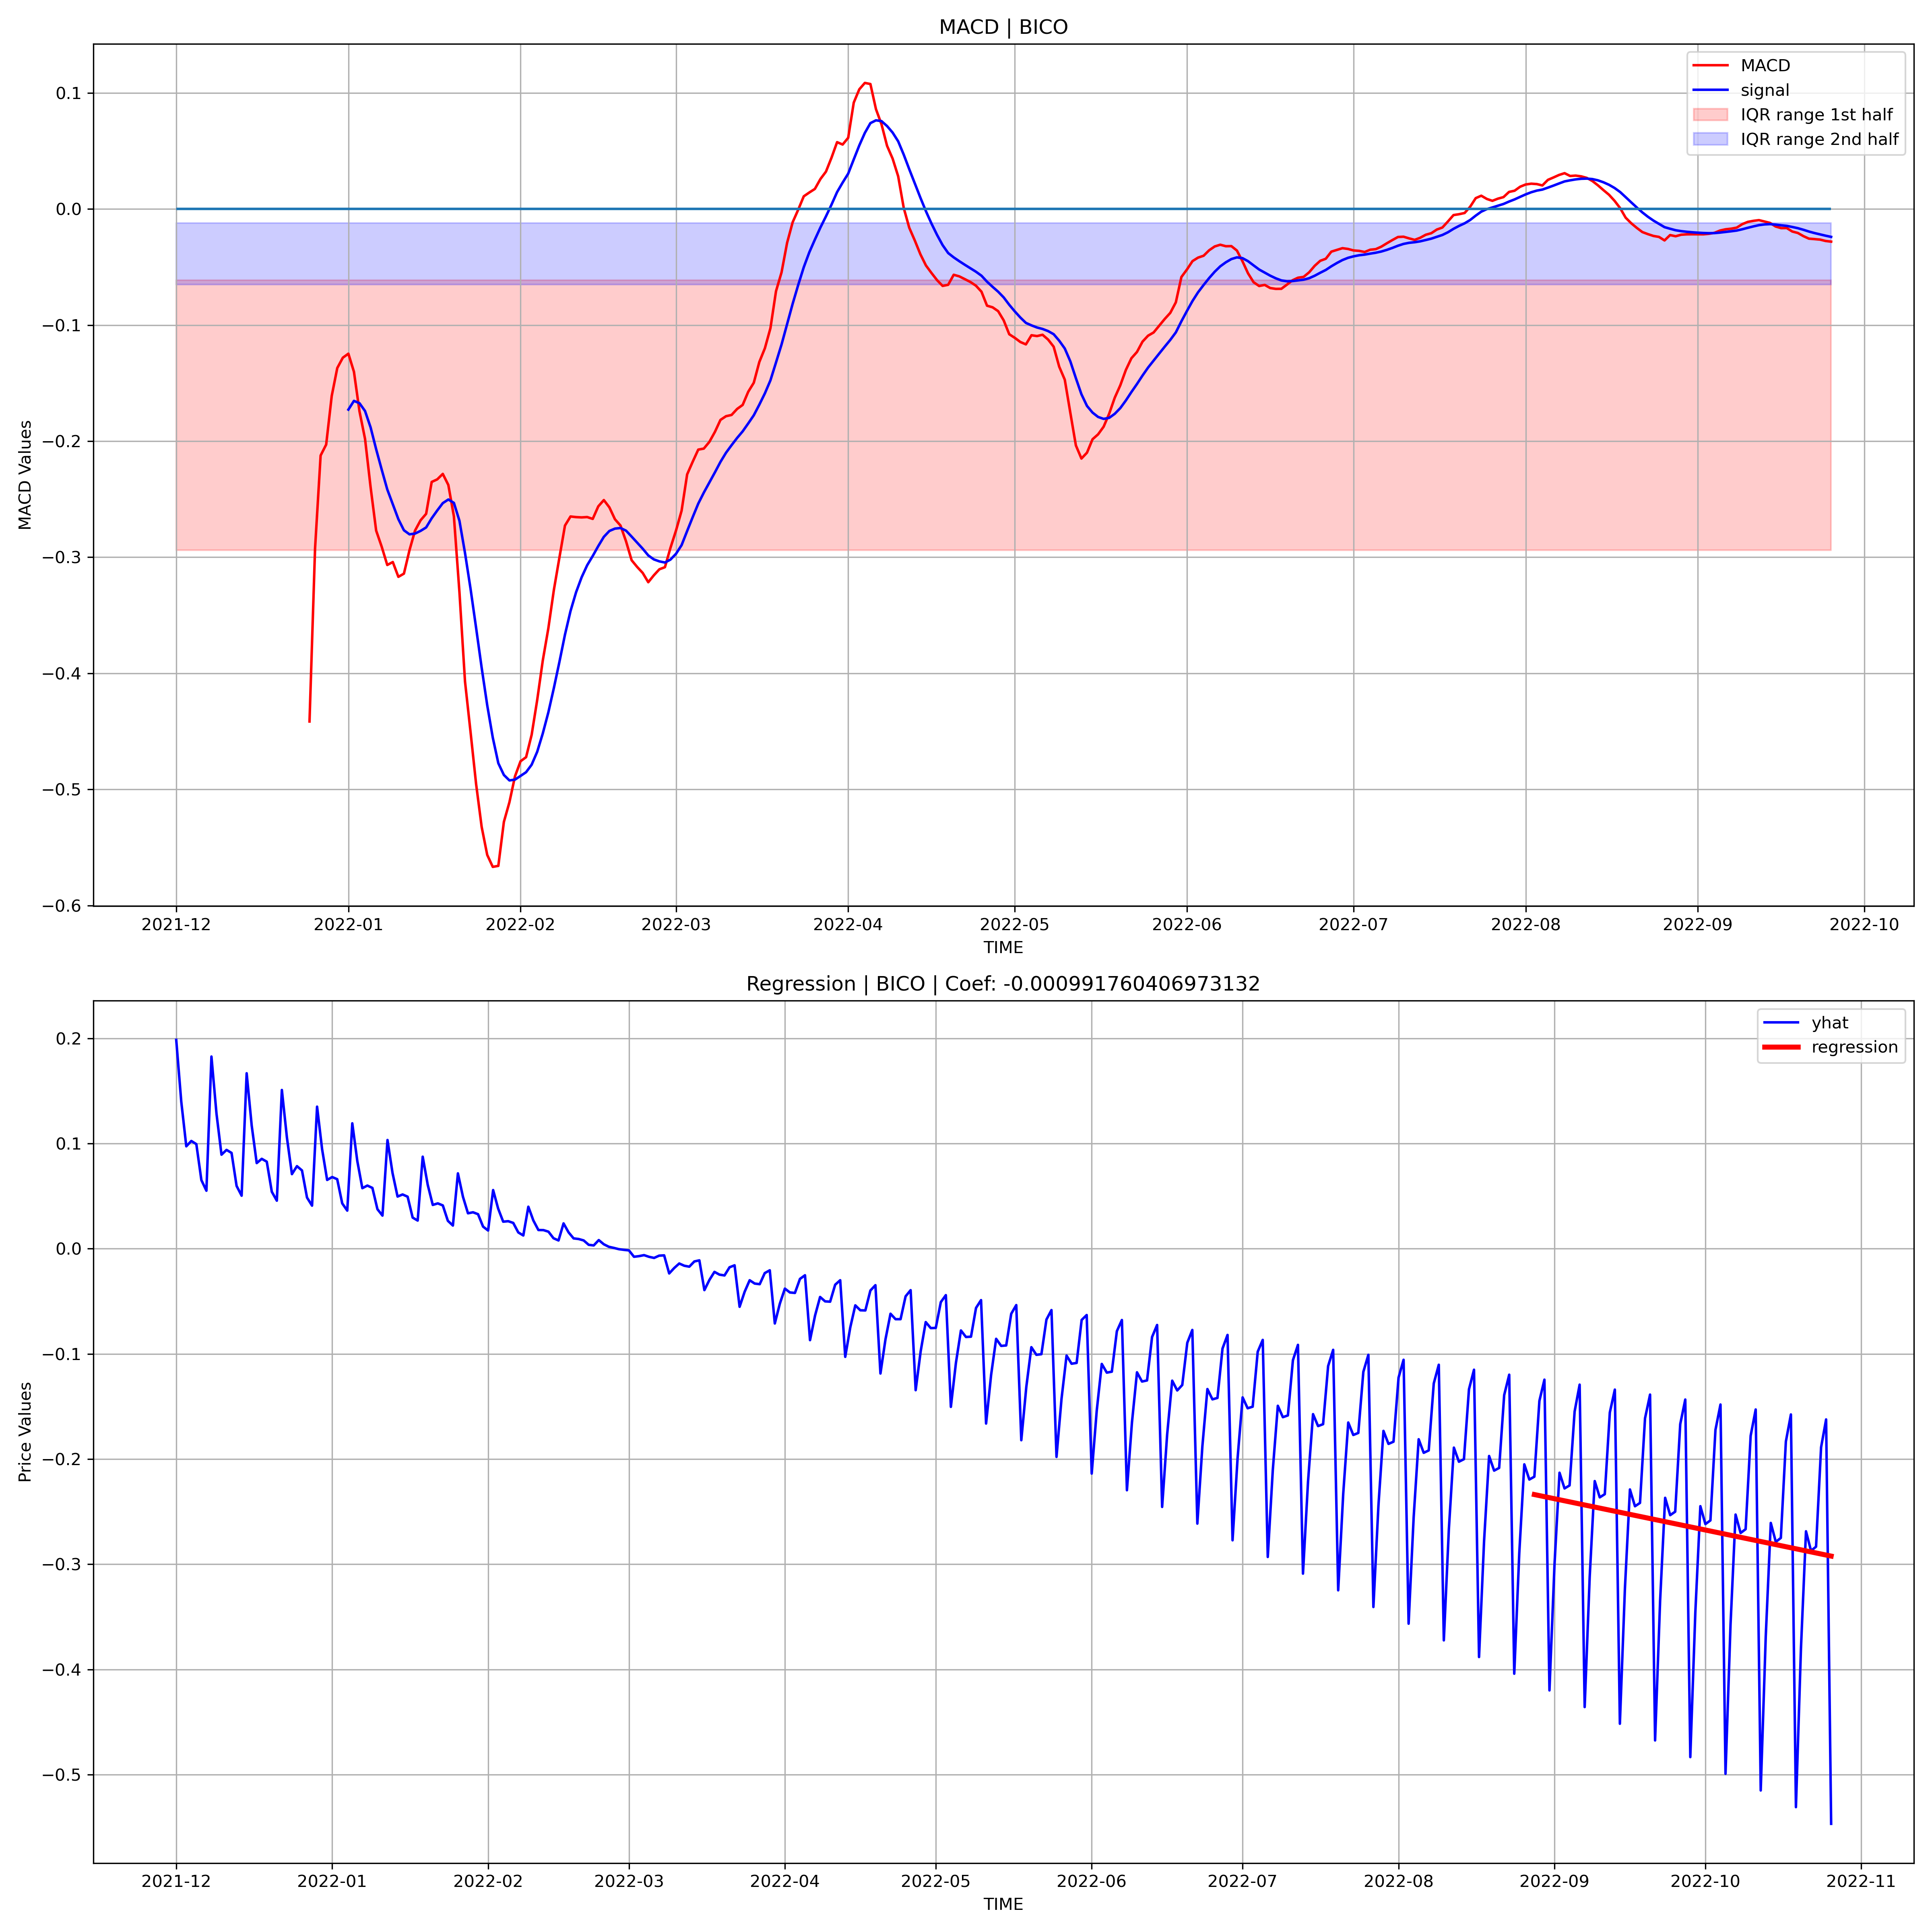 MACD | BICO
MACD
signal
IQR range 1st half
IQR range 2nd half
0.1
0.0
−0.1
−0.2
−0.3
−0.4
−0.5
−0.6
MACD Values
2021-12 2022-01 2022-02 2022-03 2022-04 2022-05 2022-06 2022-07 2022-08 2022-09 2022-10
TIME
Regression | BICO | Coef: -0.000991760406973132
yhat
regression
0.2
0.1
0.0
−0.1
−0.2
−0.3
−0.4
−0.5
Price Values
2021-12 2022-01 2022-02 2022-03 2022-04 2022-05 2022-06 2022-07 2022-08 2022-09 2022-10 2022-11
TIME